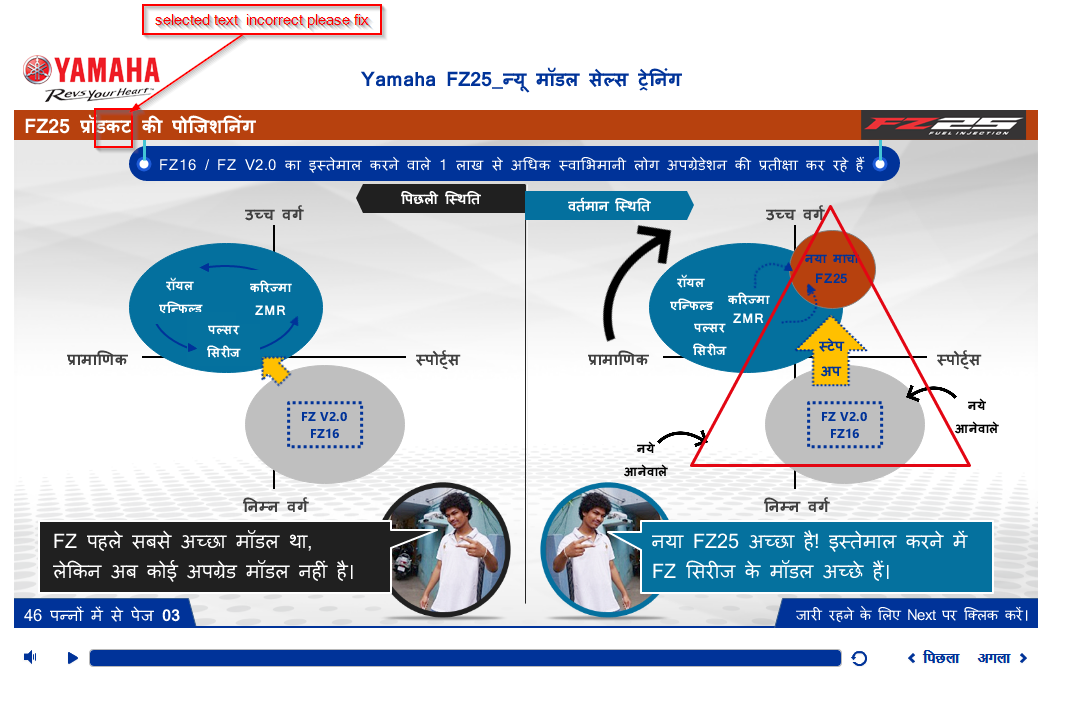 selected text incorrect please fix
YAMAHA
Revs Your Heart
Yamaha FZ25_न्यू मॉडल सेल्स ट्रेनिंग
FZ25 प्रॉडकट की पोजिशनिंग
FZ25
FUEL INJECTION
FZ16 / FZ V2.0 का इस्तेमाल करने वाले 1 लाख से अधिक स्वाभिमानी लोग अपग्रेडेशन की प्रतीक्षा कर रहे हैं
पिछली स्थिति
वर्तमान स्थिति
उच्च वर्ग
रॉयल
एन्फिल्ड
करिज्मा
ZMR
पल्सर
सिरीज
प्रामाणिक
स्पोर्ट्स
FZ V2.0
FZ16
निम्न वर्ग
उच्च वर्ग
नया माचो
FZ25
रॉयल
एन्फिल्ड
करिज्मा
ZMR
पल्सर
सिरीज
स्टेप
अप
प्रामाणिक
स्पोर्ट्स
FZ V2.0
FZ16
नये
आनेवाले
नये
आनेवाले
निम्न वर्ग
FZ पहले सबसे अच्छा मॉडल था,
लेकिन अब कोई अपग्रेड मॉडल नहीं है।
नया FZ25 अच्छा है! इस्तेमाल करने में
FZ सिरीज के मॉडल अच्छे हैं।
46 पन्नों में से पेज 03
जारी रहने के लिए Next पर क्लिक करें।
पिछला
अगला